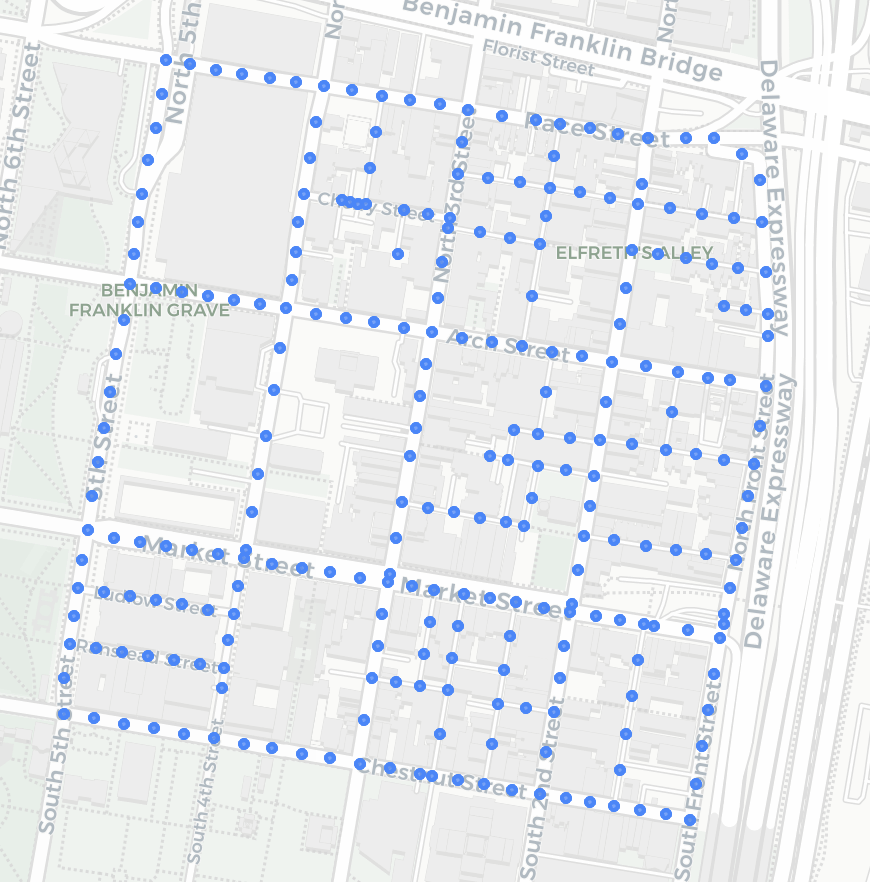 North 5th
Nor
Nor
Benjamin Franklin Bridge
Florist Street
North 6th Street
Delaware Expressway
Race Street
North 3rd Street
Cherry Street
ELFRETH'S ALLEY
BENJAMIN
FRANKLIN GRAVE
Arch Street
5th Street
North Front Street
Delaware Expressway
Market Street
Market Street
Ludlow Street
Ranstead Street
South 5th Street
South 4th Street
Chestnut Street
South 2nd Street
South Front Street